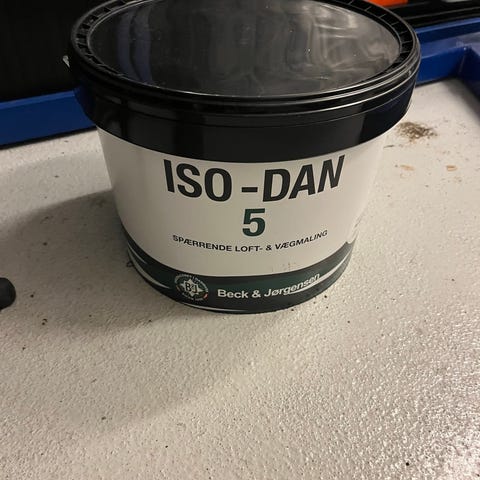 ISO-DAN
5
SPÆRRENDE LOFT- & VÆGMALING
B&J
Beck & Jørgensen